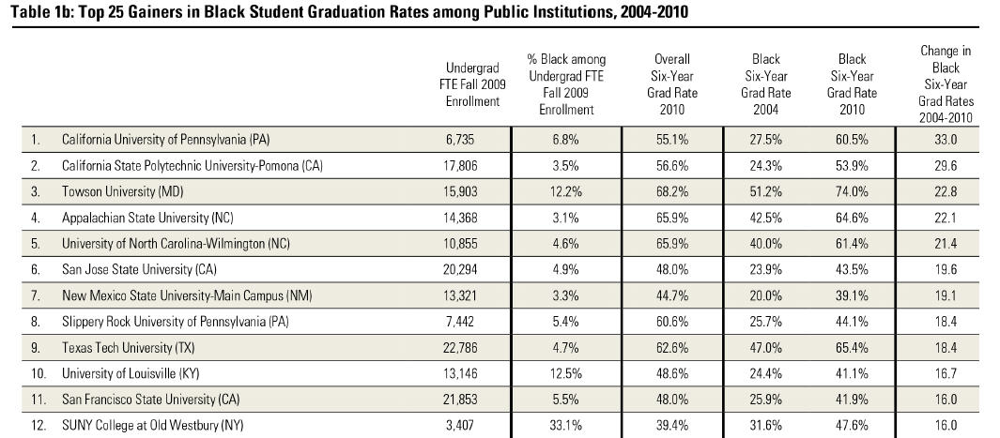 Table 1b: Top 25 Gainers in Black Student Graduation Rates among Public Institutions, 2004-2010
Undergrad FTE Fall 2009 Enrollment
% Black among Undergrad FTE Fall 2009 Enrollment
Overall Six-Year Grad Rate 2010
Black Six-Year Grad Rate 2004
Black Six-Year Grad Rate 2010
Change in Black Six-Year Grad Rates 2004-2010
1. California University of Pennsylvania (PA) 6,735 6.8% 55.1% 27.5% 60.5% 33.0
2. California State Polytechnic University-Pomona (CA) 17,806 3.5% 56.6% 24.3% 53.9% 29.6
3. Towson University (MD) 15,903 12.2% 68.2% 51.2% 74.0% 22.8
4. Appalachian State University (NC) 14,368 3.1% 65.9% 42.5% 64.6% 22.1
5. University of North Carolina-Wilmington (NC) 10,855 4.6% 65.9% 40.0% 61.4% 21.4
6. San Jose State University (CA) 20,294 4.9% 48.0% 23.9% 43.5% 19.6
7. New Mexico State University-Main Campus (NM) 13,321 3.3% 44.7% 20.0% 39.1% 19.1
8. Slippery Rock University of Pennsylvania (PA) 7,442 5.4% 60.6% 25.7% 44.1% 18.4
9. Texas Tech University (TX) 22,786 4.7% 62.6% 47.0% 65.4% 18.4
10. University of Louisville (KY) 13,146 12.5% 48.6% 24.4% 41.1% 16.7
11. San Francisco State University (CA) 21,853 5.5% 48.0% 25.9% 41.9% 16.0
12. SUNY College at Old Westbury (NY) 3,407 33.1% 39.4% 31.6% 47.6% 16.0